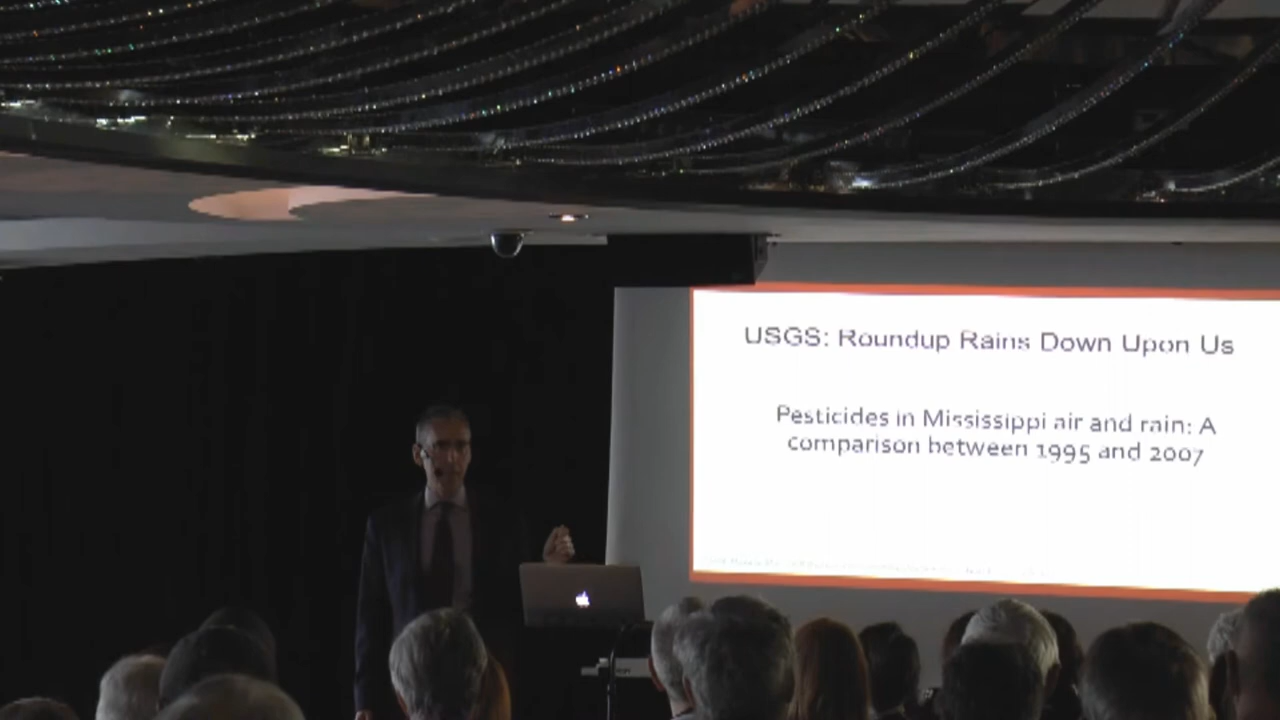 USGS: Roundup Rains Down Upon Us
Pesticides in Mississippi air and rain: A
comparison between 1995 and 2007